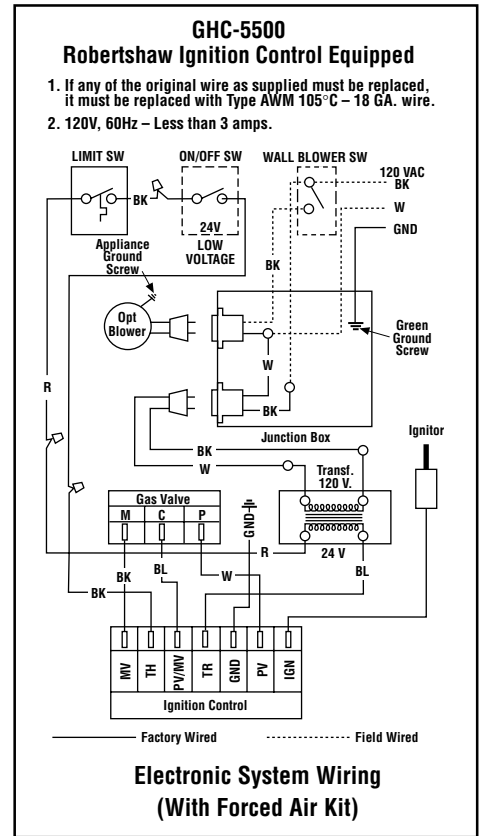 GHC-5500
Robertshaw Ignition Control Equipped
1. If any of the original wire as supplied must be replaced,
it must be replaced with Type AWM 105°C – 18 GA. wire.
2. 120V, 60Hz – Less than 3 amps.
LIMIT SW
ON/OFF SW
WALL BLOWER SW
120 VAC
BK
BK
W
24V
LOW
VOLTAGE
GND
Appliance
Ground
Screw
BK
Opt
Blower
Green
Ground
Screw
W
R
BK
Junction Box
Ignitor
BK
W
Transf.
120 V.
Gas Valve
M C P
GND
R
24 V
BK
BL
W
BL
BK
MV TH PV/MV TR GND PV IGN
Ignition Control
Factory Wired
Field Wired
Electronic System Wiring
(With Forced Air Kit)